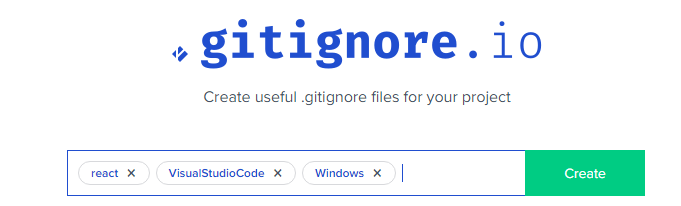 .gitignore.io
Create useful .gitignore files for your project
react × VisualStudioCode × Windows × Create